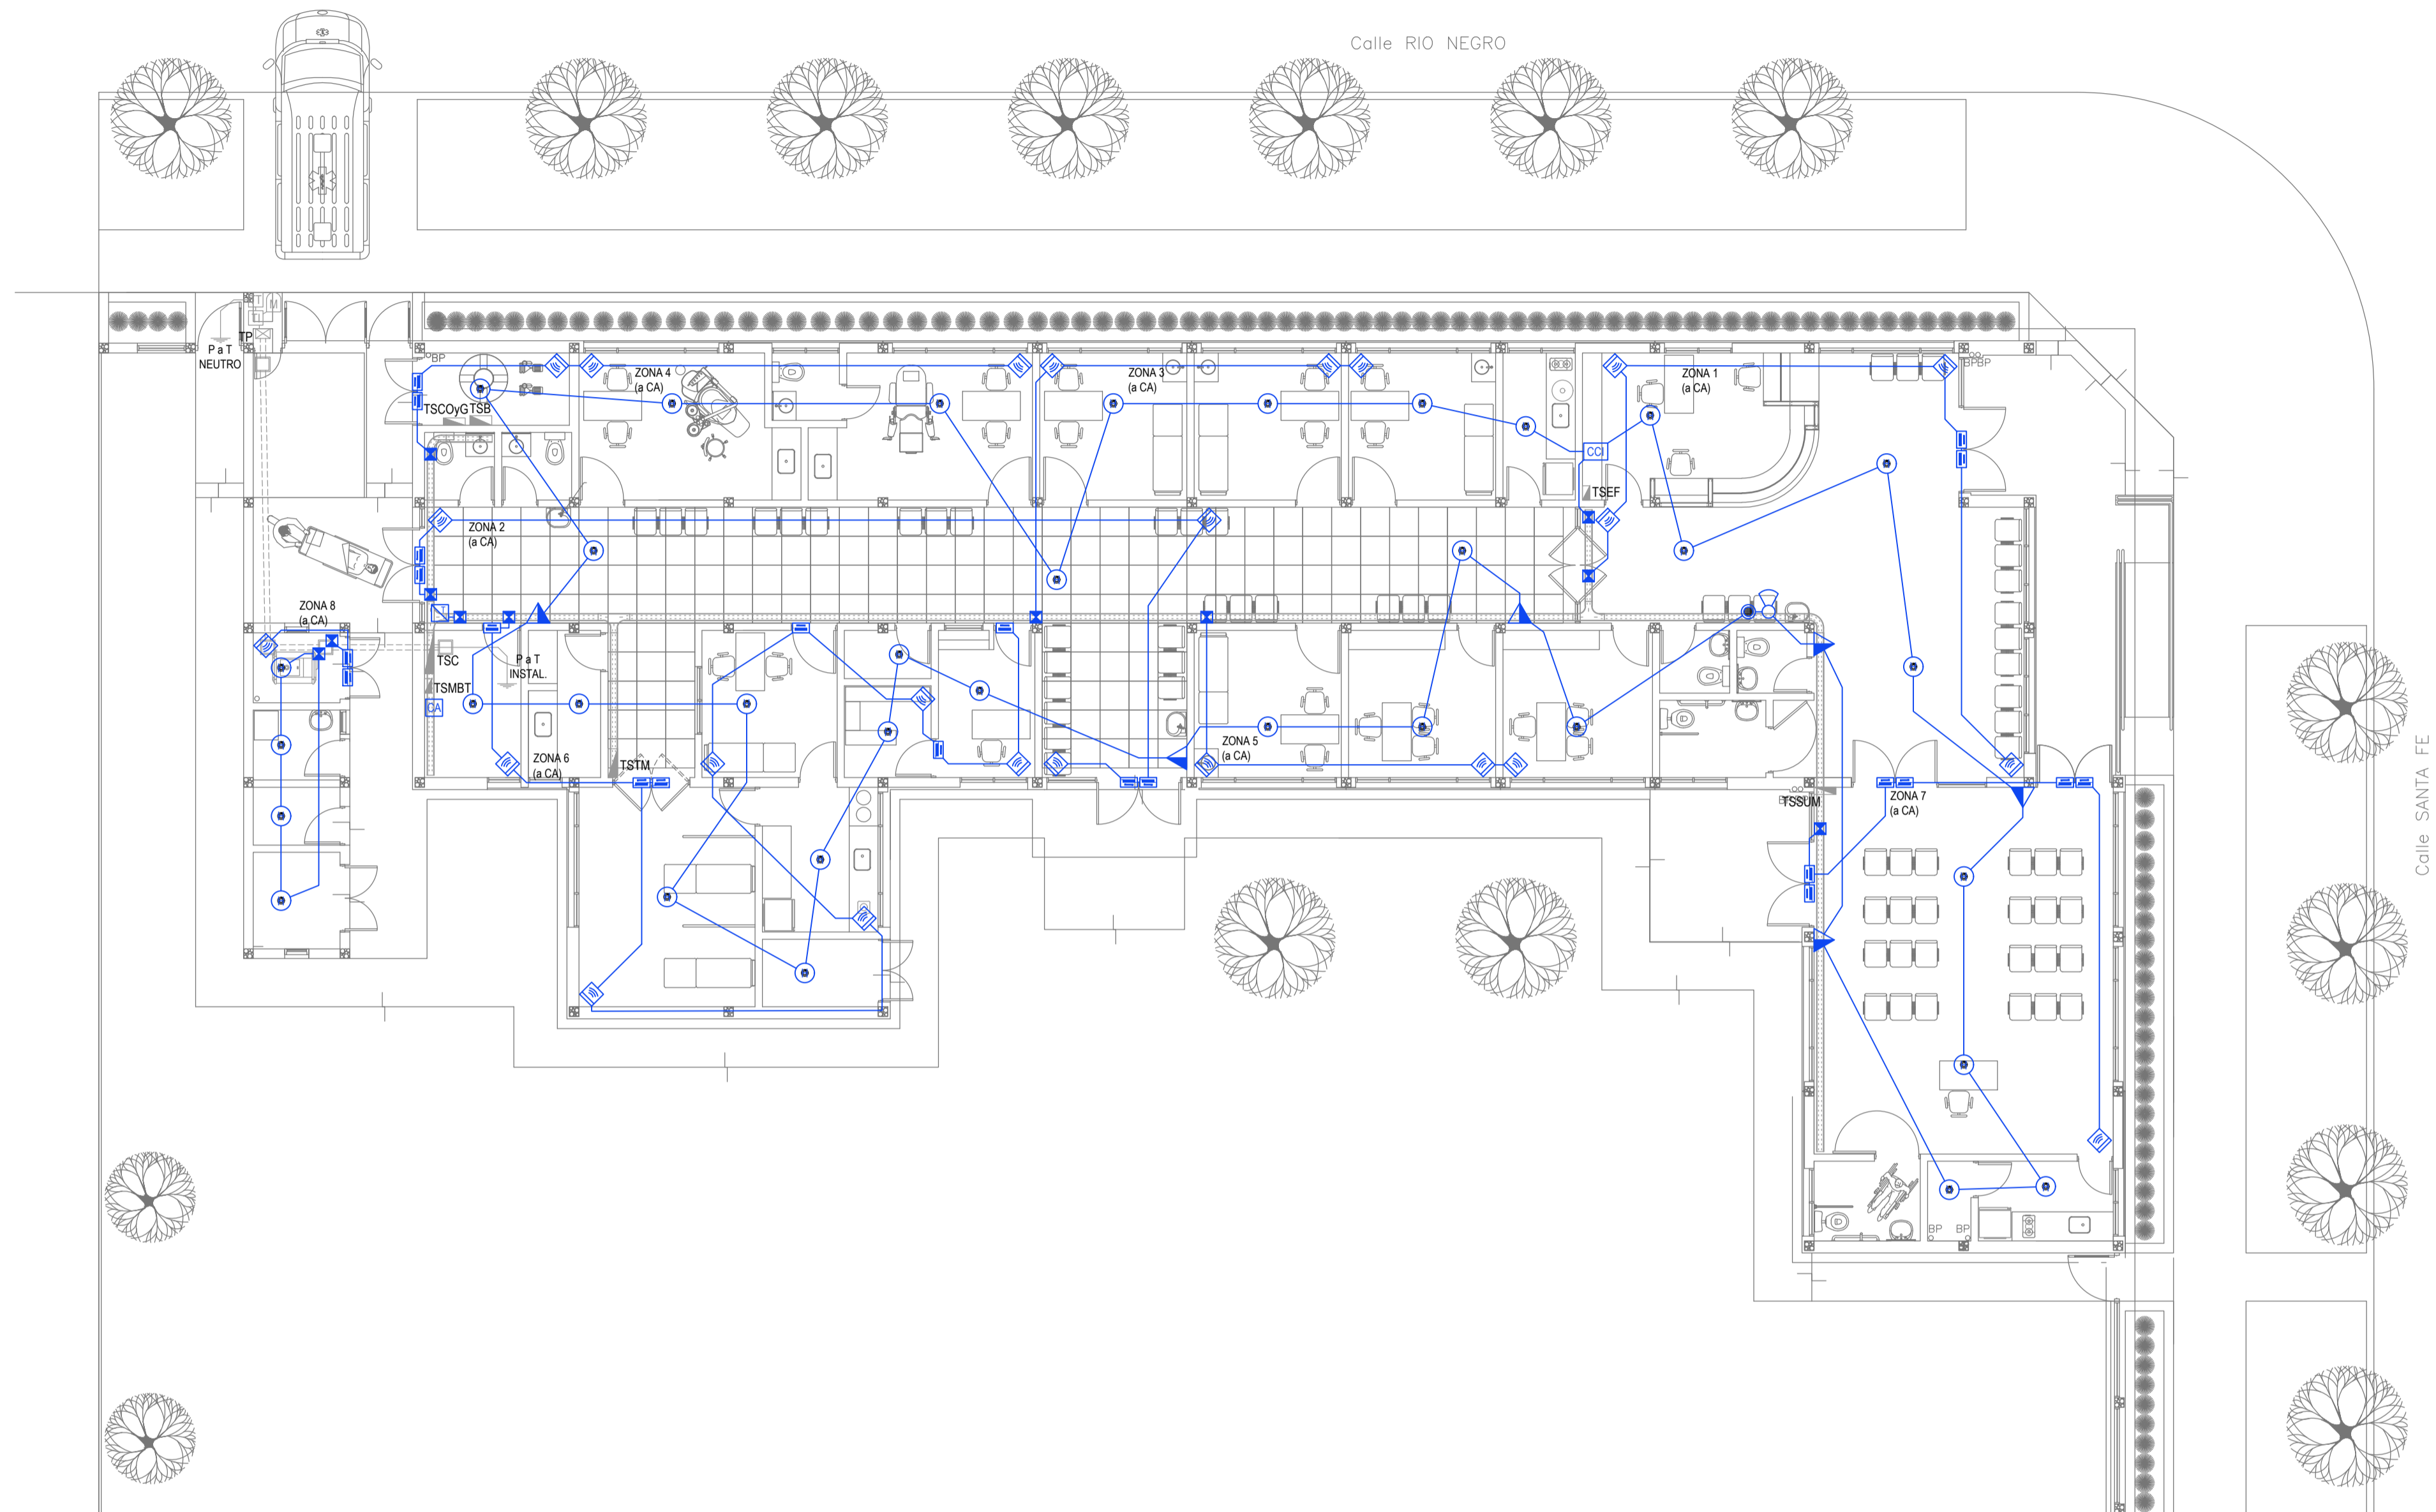 Calle RIO NEGRO
M
TP
P a T
NEUTRO
BP
ZONA 4
(a CA)
ZONA 3
(a CA)
ZONA 1
(a CA)
BPBP
TSCOyG
TSB
CCI
TSEF
ZONA 2
(a CA)
ZONA 8
(a CA)
TSC
P a T
INSTAL.
TSMBT
CA
ZONA 6
(a CA)
TSTM
ZONA 5
(a CA)
TSSUM
ZONA 7
(a CA)
Calle SANTA FE
BP
BP